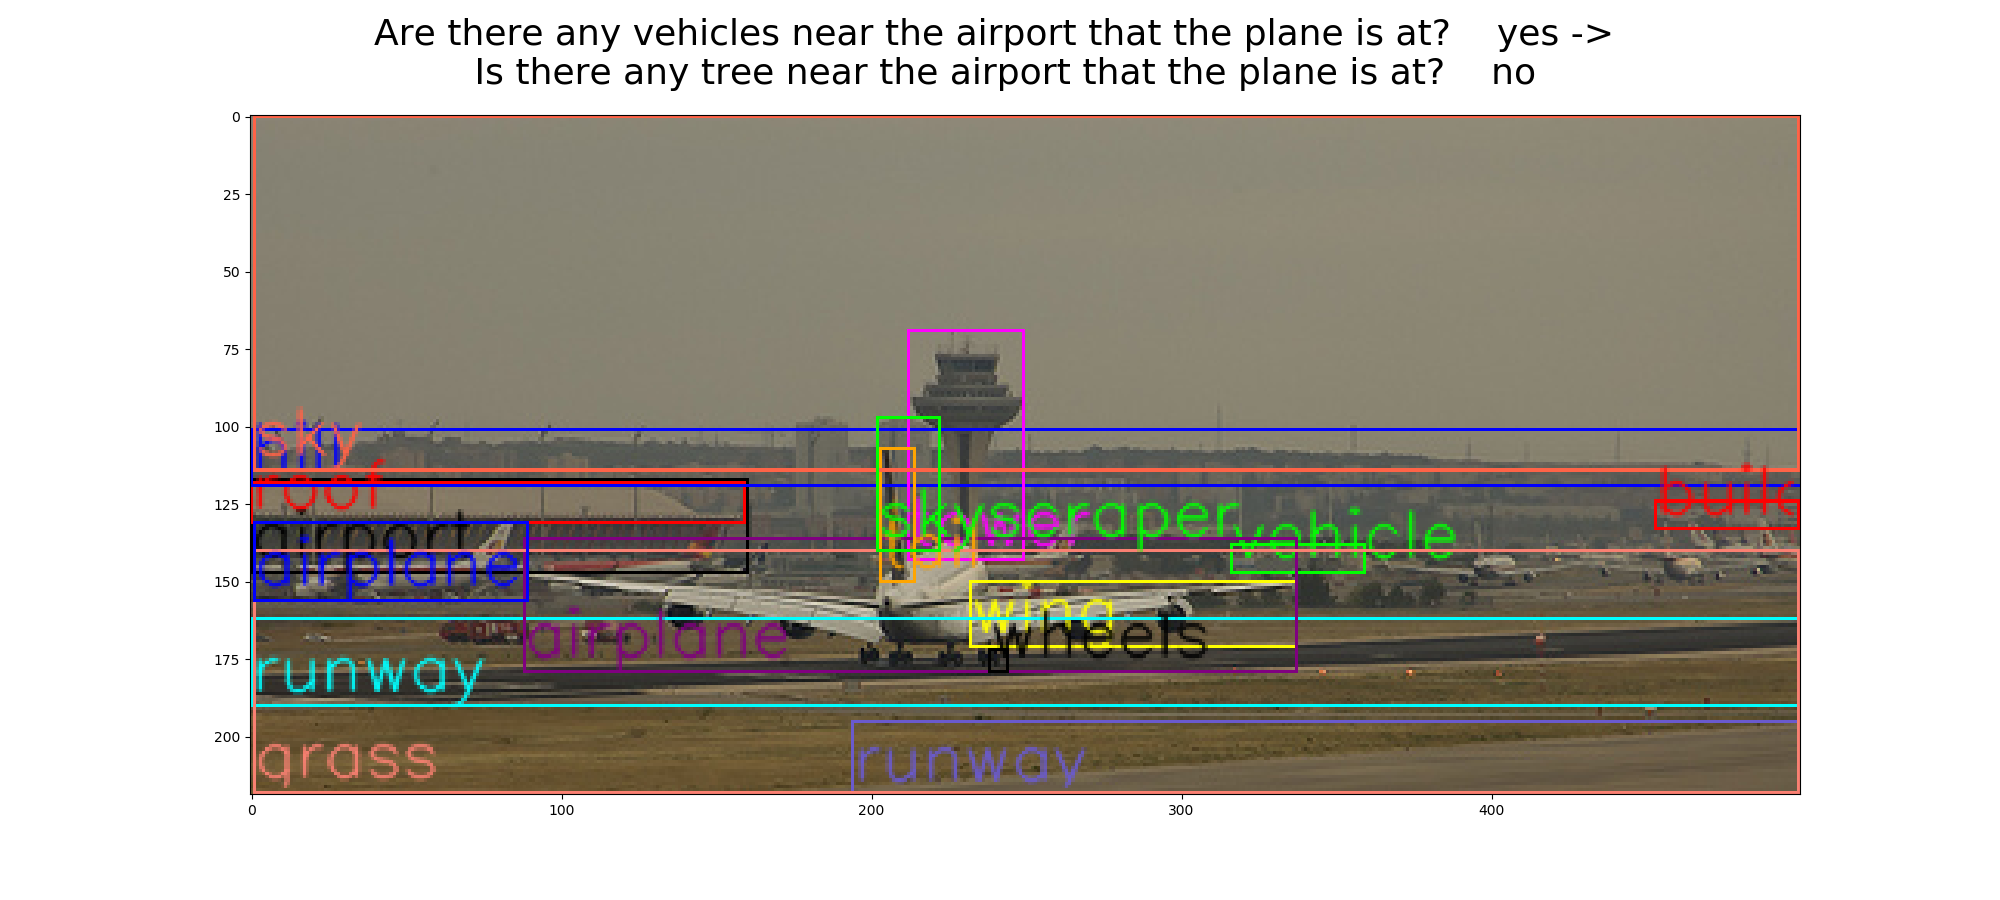 Are there any vehicles near the airport that the plane is at? yes ->
Is there any tree near the airport that the plane is at? no
0
25
50
75
100
sky
roof
125
build
skyseraper
vehicle
airport
tail
airplane
150
wing
wheels
airplane
175
runway
200
grass
runway
0
100
200
300
400